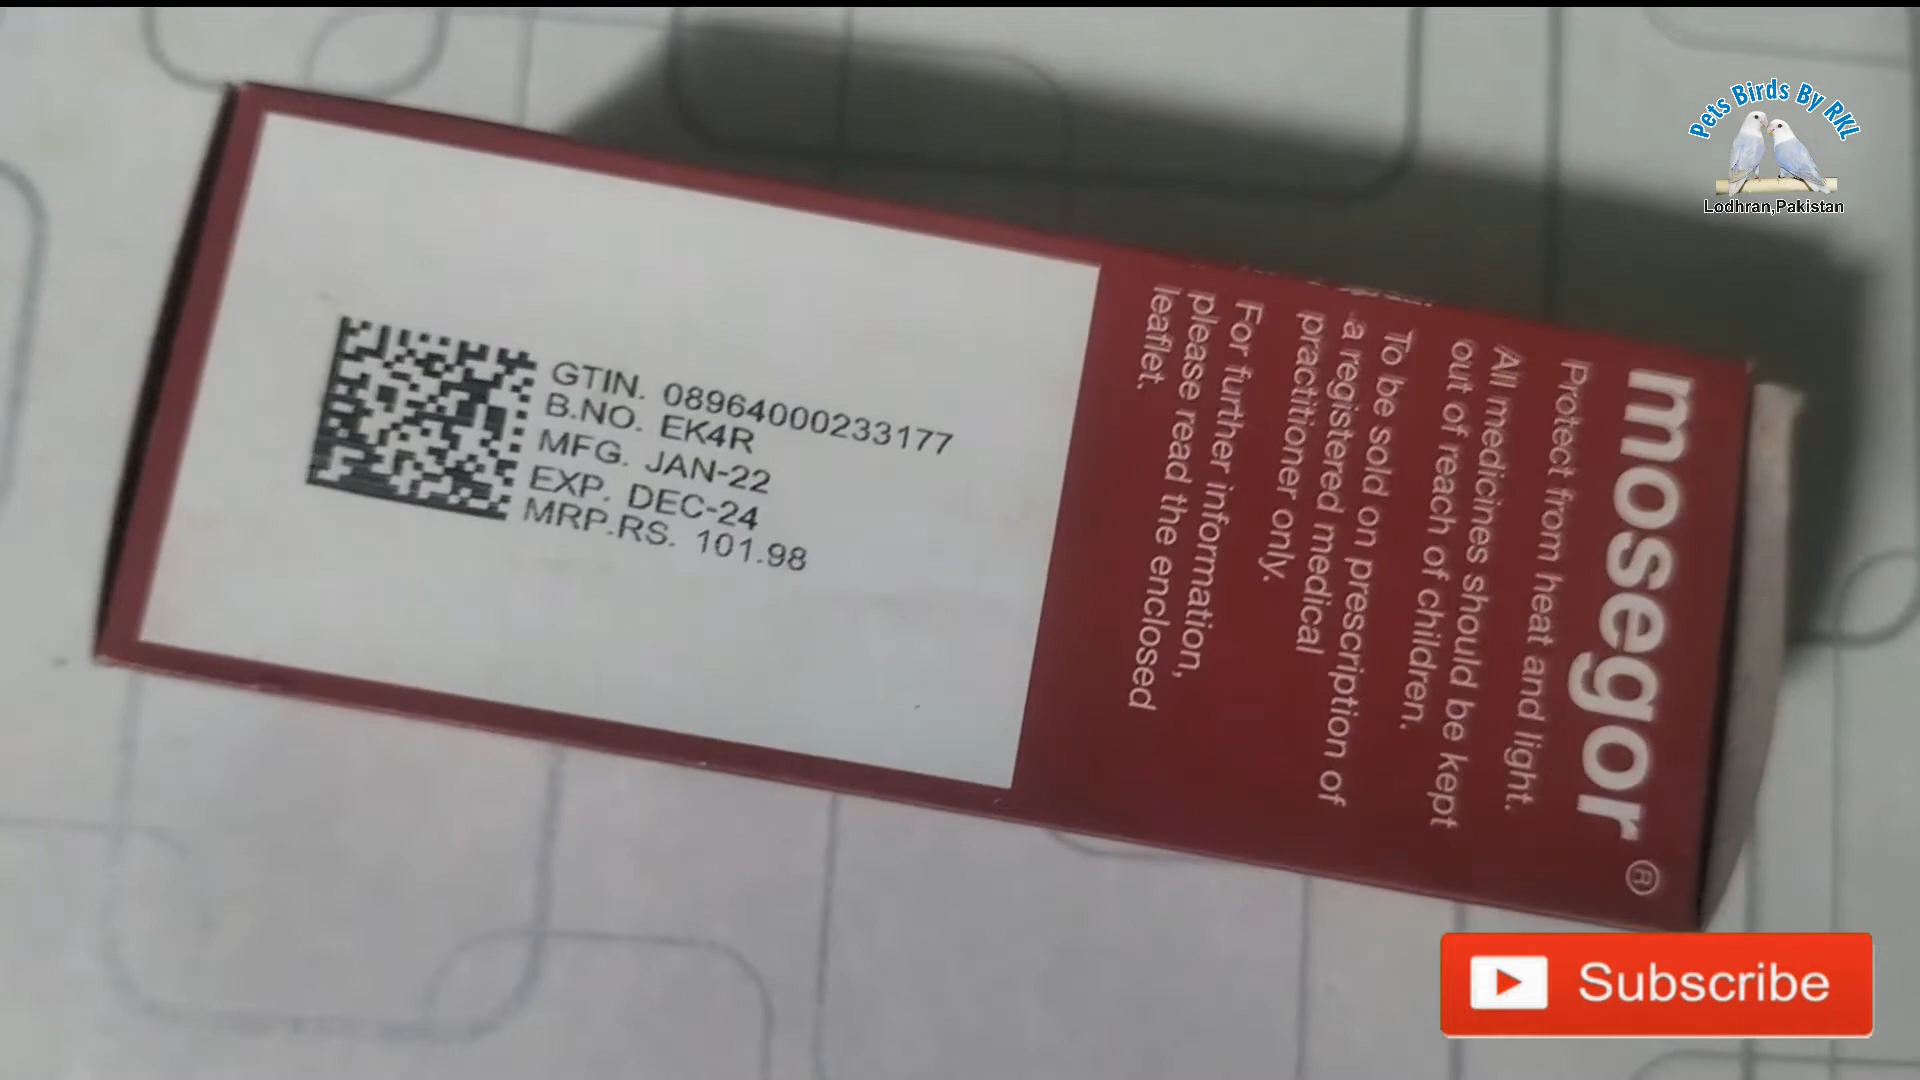 Pets Birds By RKL
Lodhran,Pakistan
GTIN. 08964000233177
B.NO. EK4R
MFG. JAN-22
EXP. DEC-24
MRP.RS. 101.98
mosegor®
Protect from heat and light.
All medicines should be kept
out of reach of children.
To be sold on prescription of
a registered medical
practitioner only.
For further information,
please read the enclosed
leaflet.
Subscribe